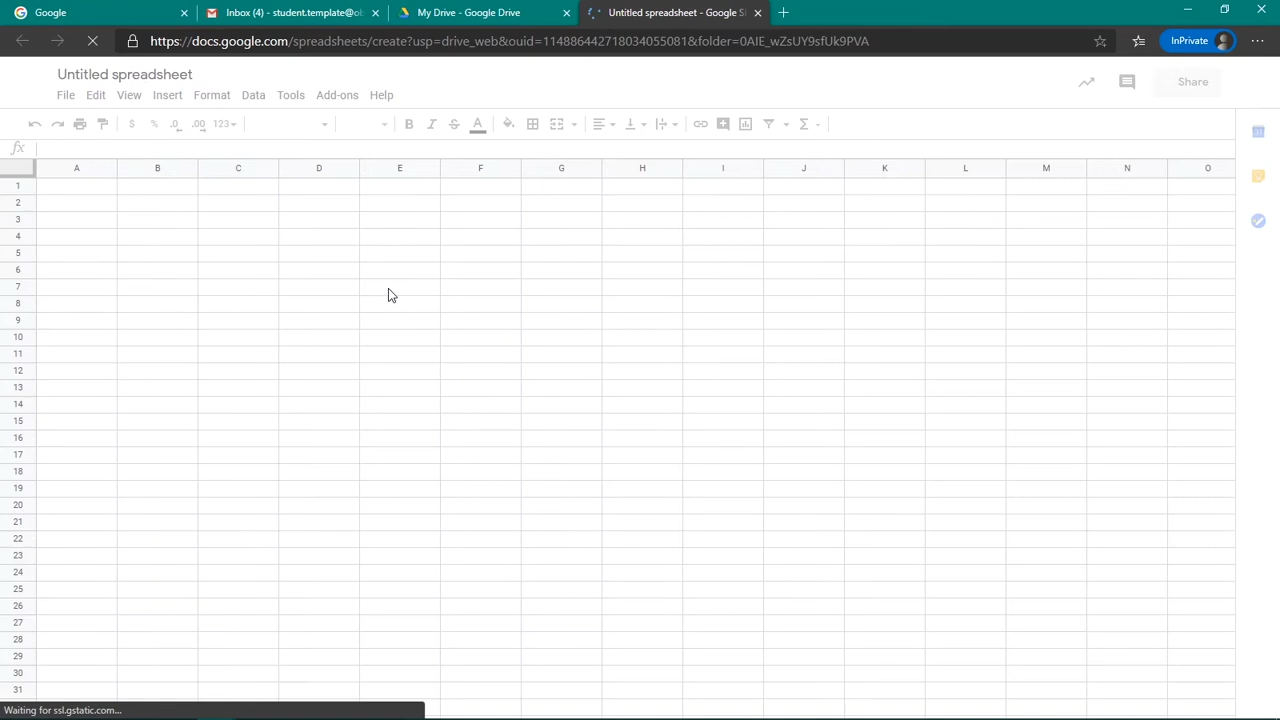 Google
Inbox (4) - student.template@o
My Drive - Google Drive
Untitled spreadsheet - Google S
https://docs.google.com/spreadsheets/create?usp=drive_web&ouid=114886442718034055081&folder=0AIE_wZsUY9sfUk9PVA
InPrivate
Untitled spreadsheet
Share
File Edit View Insert Format Data Tools Add-ons Help
$ % .0 .00 123 B I S A Σ
fx
A B C D E F G H I J K L M N O
1
2
3
4
5
6
7
8
9
10
11
12
13
14
15
16
17
18
19
20
21
22
23
24
25
26
27
28
29
30
31
31
Waiting for ssl.gstatic.com...